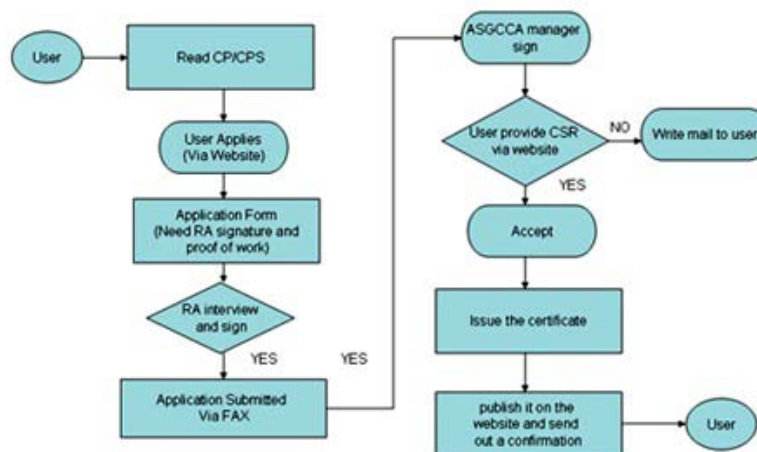 User
Read CP/CPS
User Applies
(Via Website)
Application Form
(Need RA signature and
proof of work)
RA interview
and sign
YES
YES
Application Submitted
Via FAX
ASGCCA manager
sign
User provide CSR
via website
NO
Write mail to user
YES
Accept
Issue the certificate
publish it on the
website and send
out a confirmation
User